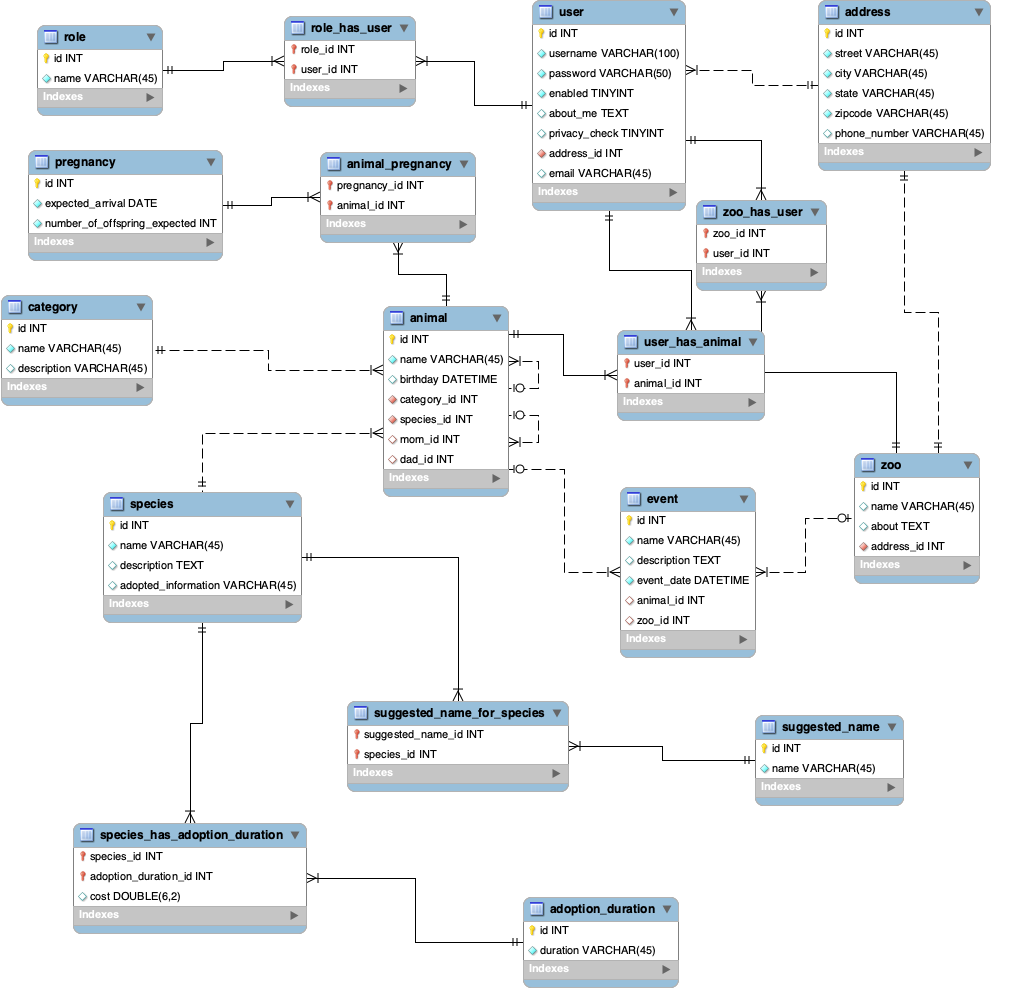 role
id INT
name VARCHAR(45)
Indexes
role_has_user
role_id INT
user_id INT
Indexes
user
id INT
username VARCHAR(100)
password VARCHAR(50)
enabled TINYINT
about_me TEXT
privacy_check TINYINT
address_id INT
email VARCHAR(45)
Indexes
address
id INT
street VARCHAR(45)
city VARCHAR(45)
state VARCHAR(45)
zipcode VARCHAR(45)
phone_number VARCHAR(45)
Indexes
pregnancy
id INT
expected_arrival DATE
number_of_offspring_expected INT
Indexes
animal_pregnancy
pregnancy_id INT
animal_id INT
Indexes
zoo_has_user
zoo_id INT
user_id INT
Indexes
category
id INT
name VARCHAR(45)
description VARCHAR(45)
Indexes
animal
id INT
name VARCHAR(45)
birthday DATETIME
category_id INT
species_id INT
mom_id INT
dad_id INT
Indexes
user_has_animal
user_id INT
animal_id INT
Indexes
zoo
id INT
name VARCHAR(45)
about TEXT
address_id INT
Indexes
species
id INT
name VARCHAR(45)
description TEXT
adopted_information VARCHAR(45)
Indexes
event
id INT
name VARCHAR(45)
description TEXT
event_date DATETIME
animal_id INT
zoo_id INT
Indexes
suggested_name_for_species
suggested_name_id INT
species_id INT
Indexes
suggested_name
id INT
name VARCHAR(45)
Indexes
species_has_adoption_duration
species_id INT
adoption_duration_id INT
cost DOUBLE(6,2)
Indexes
adoption_duration
id INT
duration VARCHAR(45)
Indexes